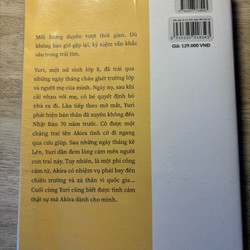 Mối lương duyên vượt thời gian. Dù
không bao giờ gặp lại, kỷ niệm vẫn khắc
sâu trong trái tim.
Yuri, một nữ sinh lớp 8, đã trải qua
những ngày tháng chán ghét trường lớp
và người mẹ của mình. Ngày nọ, sau khi
cãi nhau với mẹ, cô bé quyết định bỏ
nhà ra đi. Lần tiếp theo mở mắt, Yuri
phát hiện bản thân đã xuyên không đến
Nhật Bản 70 năm trước. Cô được một
chàng trai tên Akira tình cờ đi ngang
qua cứu giúp. Sau những ngày tháng kề
bên, Yuri dần đem lòng cảm mến người
con trai này. Tuy nhiên, là một phi công
cảm tử, Akira có nhiệm vụ phải bay đến
chiến trường và xả thân vì quốc gia...
Cuối cùng Yuri cũng biết được tình cảm
thật sự mà Akira dành cho mình.
Giá: 129.000 VNĐ